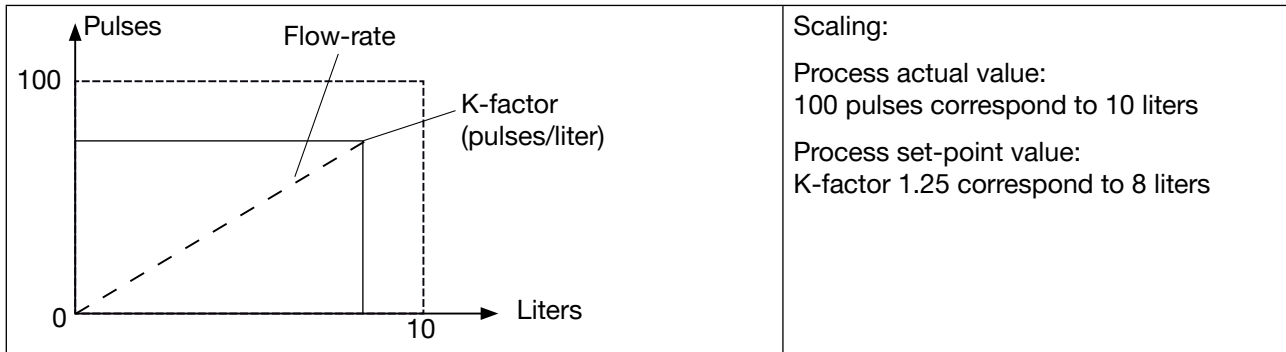 Pulses
Flow-rate
100
K-factor
(pulses/liter)
0
10
Liters
Scaling:
Process actual value:
100 pulses correspond to 10 liters
Process set-point value:
K-factor 1.25 correspond to 8 liters